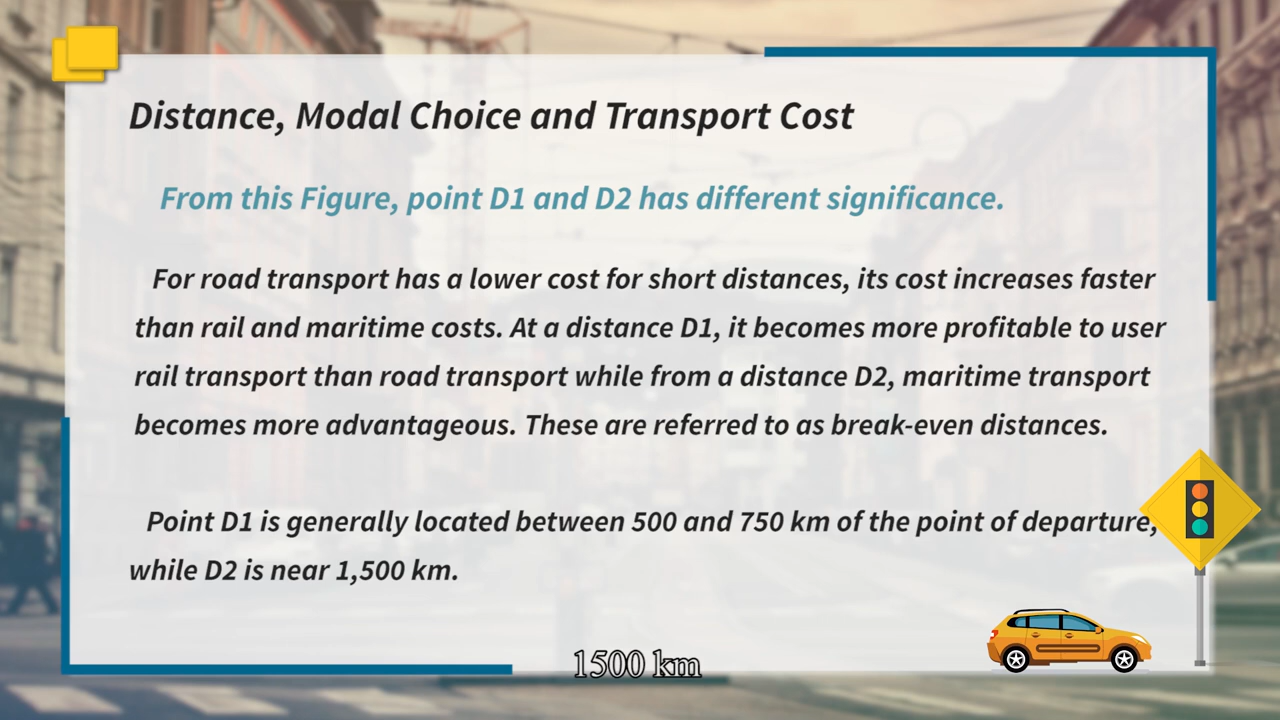 Distance, Modal Choice and Transport Cost
From this Figure, point D1 and D2 has different significance.
For road transport has a lower cost for short distances, its cost increases faster
than rail and maritime costs. At a distance D1, it becomes more profitable to user
rail transport than road transport while from a distance D2, maritime transport
becomes more advantageous. These are referred to as break-even distances.
Point D1 is generally located between 500 and 750 km of the point of departure,
while D2 is near 1,500 km.
1500 km